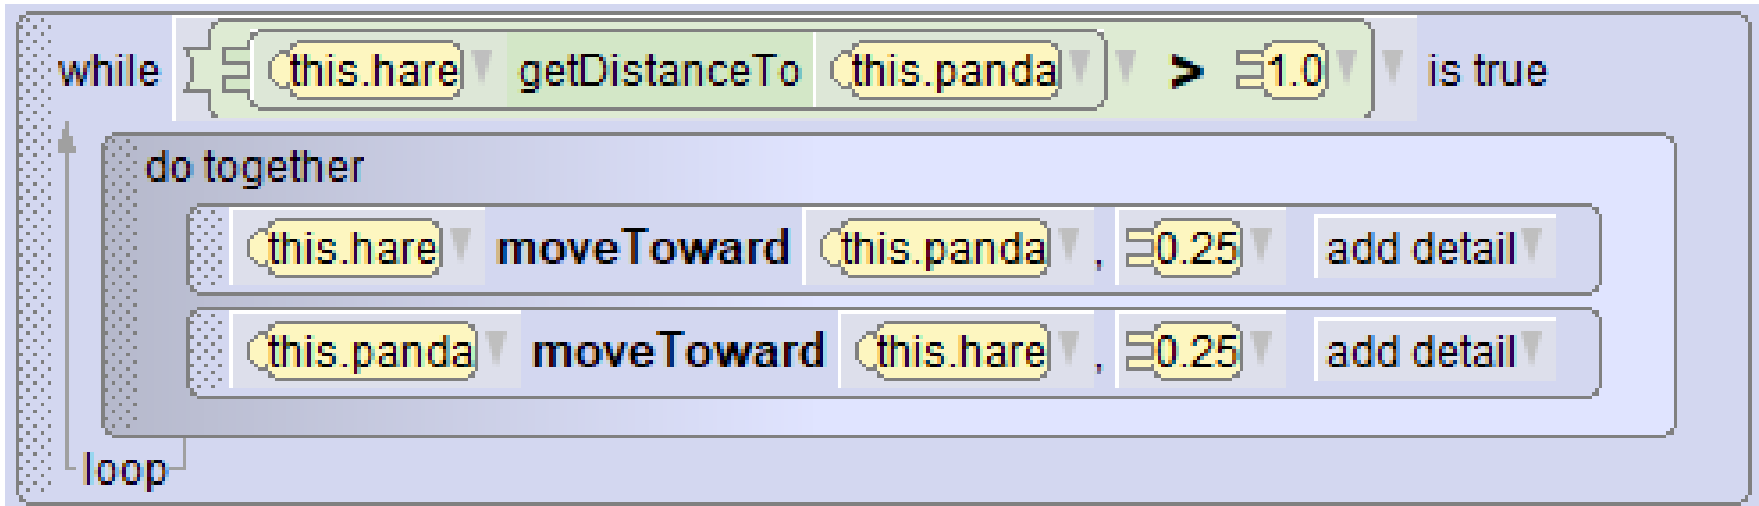 while this.hare getDistanceTo this.panda > 1.0 is true
do together
this.hare moveToward this.panda , 0.25 add detail
this.panda moveToward this.hare , 0.25 add detail
loop